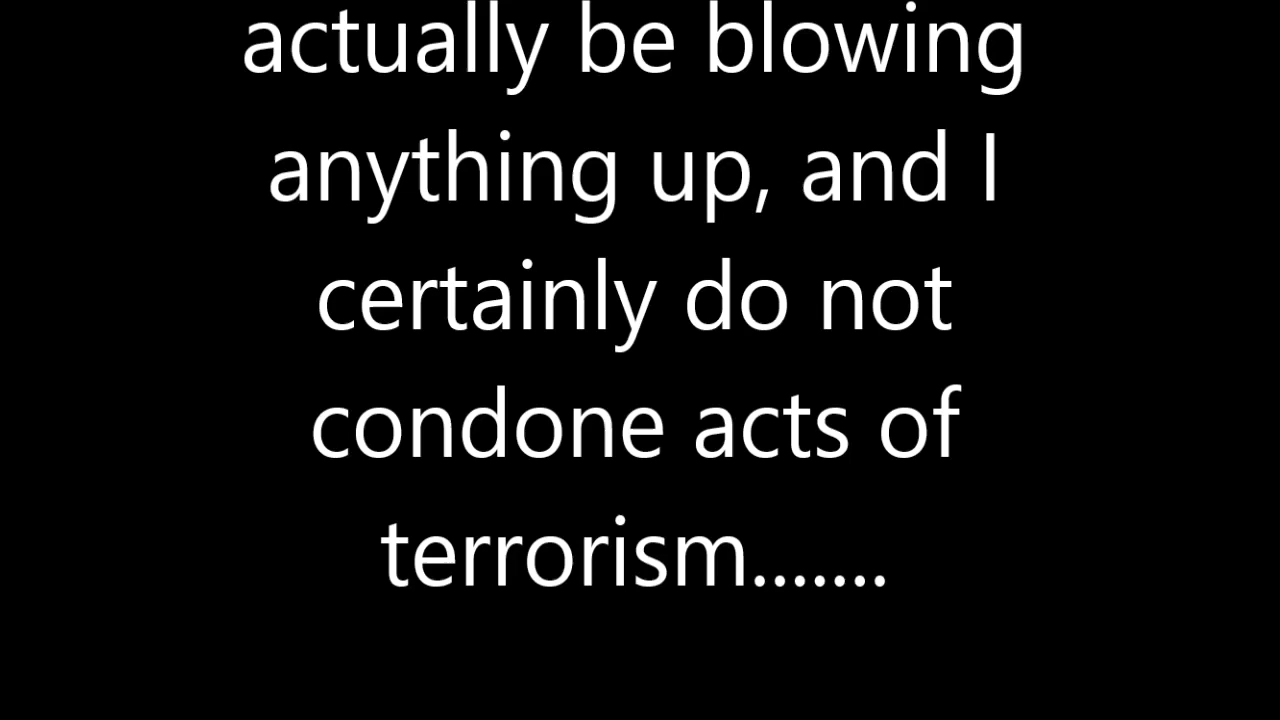 actually be blowing
anything up, and I
certainly do not
condone acts of
terrorism.......